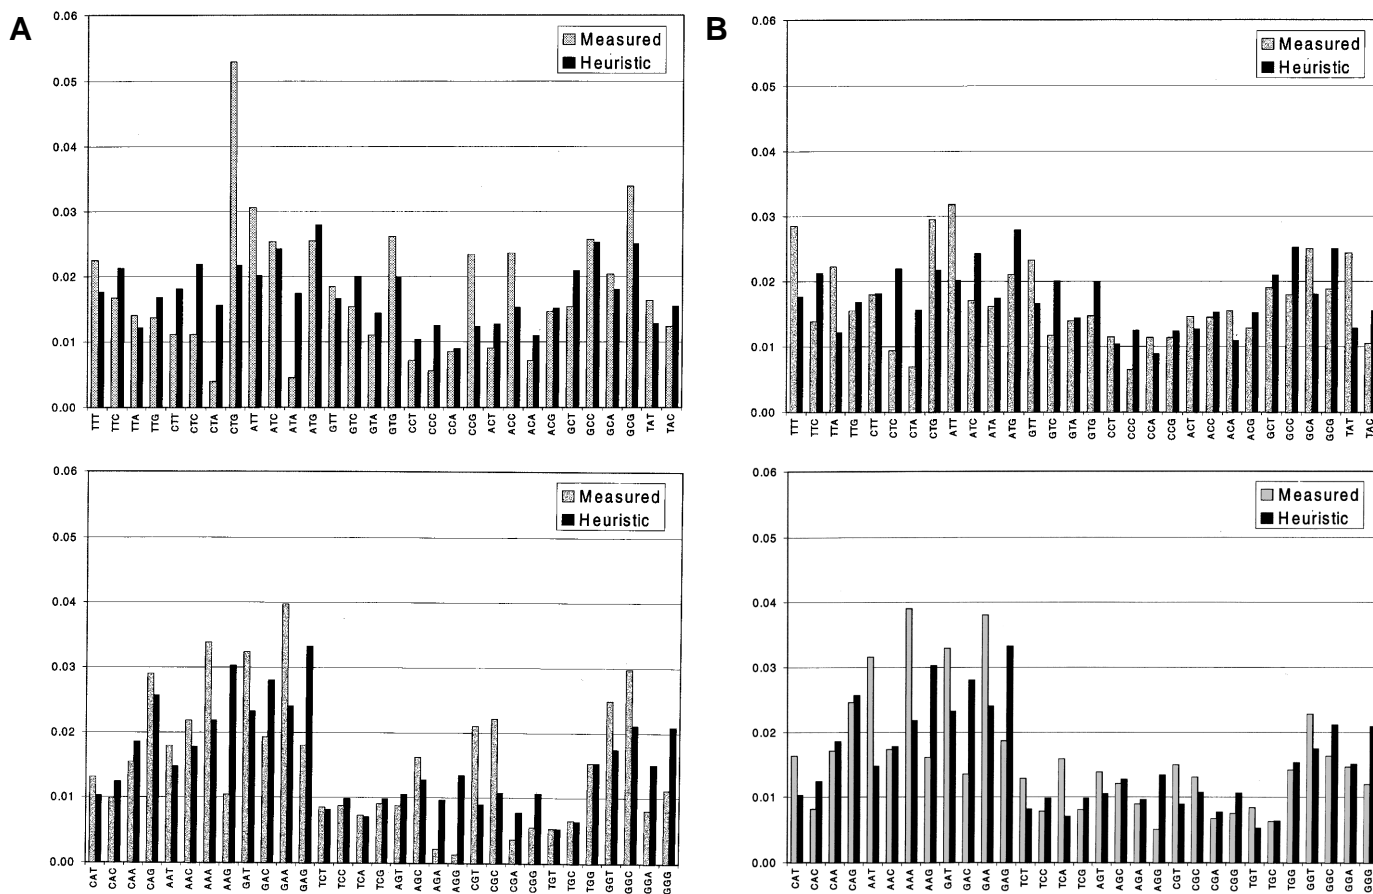 A
0.06
0.05
0.04
0.03
0.02
0.01
0.00
Measured
Heuristic
TTT TTC TTA TTG CTT CTC CTA CTG ATT ATC ATA ATG GTT GTC GTA GTG CCT CCC CCA CCG ACT ACC ACA ACG GCT GCC GCA GCG TAT TAC
B
0.06
0.05
0.04
0.03
0.02
0.01
0.00
Measured
Heuristic
TTT TTC TTA TTG CTT CTC CTA CTG ATT ATC ATA ATG GTT GTC GTA GTG CCT CCC CCA CCG ACT ACC ACA ACG GCT GCC GCA GCG TAT TAC
0.06
0.05
0.04
0.03
0.02
0.01
0.00
Measured
Heuristic
CAT CAC CAA CAG AAT AAC AAA AAG GAT GAC GAA GAG TCT TCC TCA TCG AGT AGC AGA AGG CGT CGC CGA CGG TGT TGC TGG GGT GGC GGA GGG
0.06
0.05
0.04
0.03
0.02
0.01
0.00
Measured
Heuristic
CAT CAC CAA CAG AAT AAC AAA AAG GAT GAC GAA GAG TCT TCC TCA TCG AGT AGC AGA AGG CGT CGC CGA CGG TGT TGC TGG GGT GGC GGA GGG